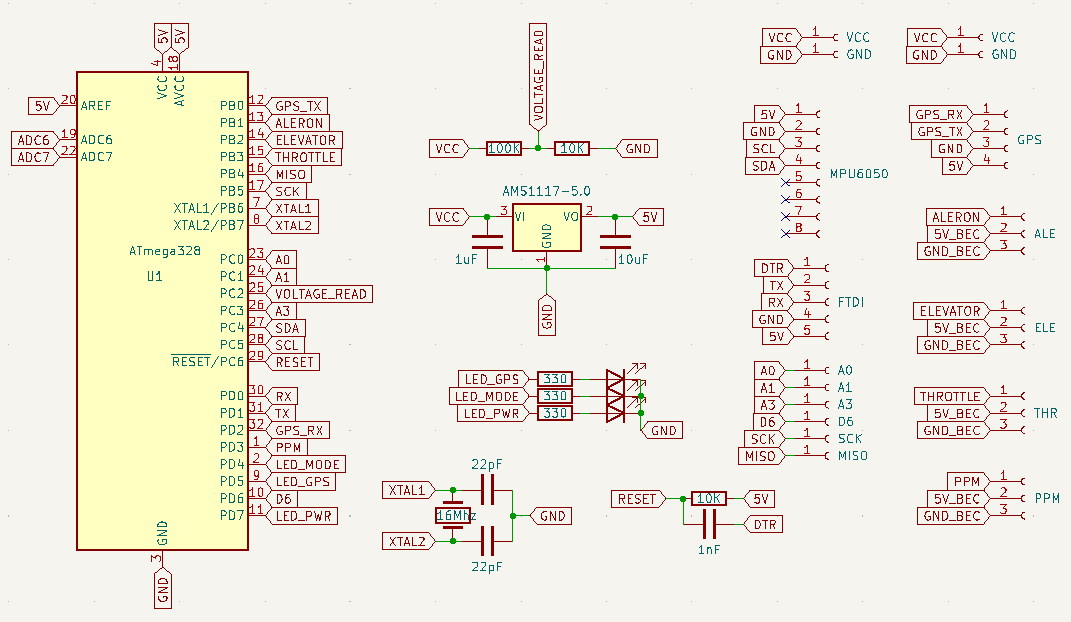 5V
5V
4
18
VCC
AVCC
5V 20 AREF
ADC6 19 ADC6
ADC7 22 ADC7
PB0 12 GPS_TX
PB1 13 ALERON
PB2 14 ELEVATOR
PB3 15 THROTTLE
PB4 16 MISO
PB5 17 SCK
XTAL1/PB6 7 XTAL1
XTAL2/PB7 8 XTAL2
ATmega328
U1
PC0 23 A0
PC1 24 A1
PC2 25 VOLTAGE_READ
PC3 26 A3
PC4 27 SDA
PC5 28 SCL
RESET/PC6 29 RESET
PD0 30 RX
PD1 31 TX
PD2 32 GPS_RX
PD3 1 PPM
PD4 2 LED_MODE
PD5 9 LED_GPS
PD6 10 D6
PD7 11 LED_PWR
GND
3
GND
VOLTAGE_READ
VCC 100K 10K GND
AMS1117-5.0
VCC 3 VI VO 2 5V
GND
1uF 1 10uF
GND
LED_GPS 330
LED_MODE 330
LED_PWR 330
GND
22pF
XTAL1
16Mhz GND
XTAL2
22pF
RESET 10K 5V
DTR
1nF
VCC 1 VCC
GND 1 GND
VCC 1 VCC
GND 1 GND
5V 1
GND 2
SCL 3
SDA 4
MPU6050
5
6
7
8
DTR 1
TX 2
RX 3 FTDI
GND 4
5V 5
A0 1 A0
A1 1 A1
A3 1 A3
D6 1 D6
SCK 1 SCK
MISO 1 MISO
GPS_RX 1
GPS_TX 2
GPS
GND 3
5V 4
ALERON 1
5V_BEC 2 ALE
GND_BEC 3
ELEVATOR 1
5V_BEC 2 ELE
GND_BEC 3
THROTTLE 1
5V_BEC 2 THR
GND_BEC 3
PPM 1
5V_BEC 2 PPM
GND_BEC 3